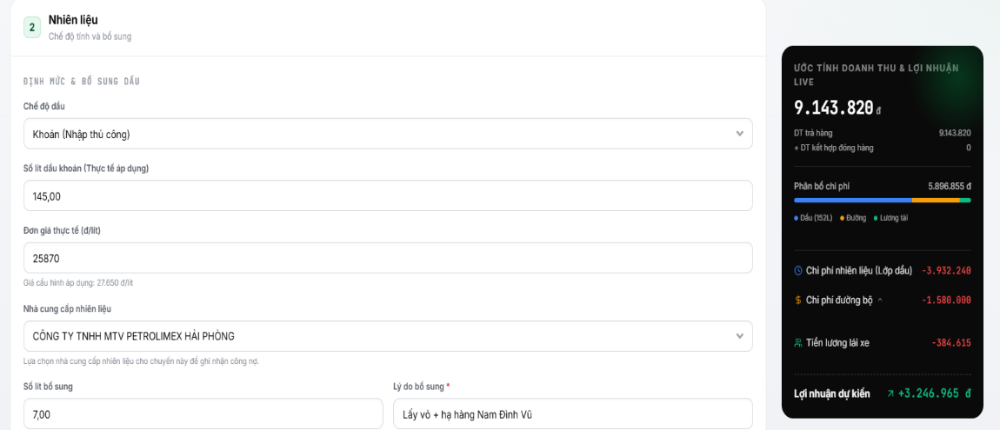 2
Nhiên liệu
Chế độ tính và bổ sung
ĐỊNH MỨC & BỔ SUNG DẦU
Chế độ dầu
Khoán (Nhập thủ công)
Số lít dầu khoán (Thực tế áp dụng)
145,00
Đơn giá thực tế (đ/lít)
25870
Giá cấu hình áp dụng: 27.650 đ/lít
Nhà cung cấp nhiên liệu
CÔNG TY TNHH MTV PETROLIMEX HẢI PHÒNG
Lựa chọn nhà cung cấp nhiên liệu cho chuyến này để ghi nhận công nợ.
Số lít bổ sung
7,00
Lý do bổ sung *
Lấy vỏ + hạ hàng Nam Đình Vũ
ƯỚC TÍNH DOANH THU & LỢI NHUẬN
LIVE
9.143.820 đ
DT trả hàng 9.143.820
+ DT kết hợp đóng hàng 0
Phân bổ chi phí 5.896.855 đ
Dầu (152L) Đường Lương tài
Chi phí nhiên liệu (Lớp dầu) -3.932.240
Chi phí đường bộ -1.580.000
Tiền lương lái xe -384.615
Lợi nhuận dự kiến +3.246.965 đ